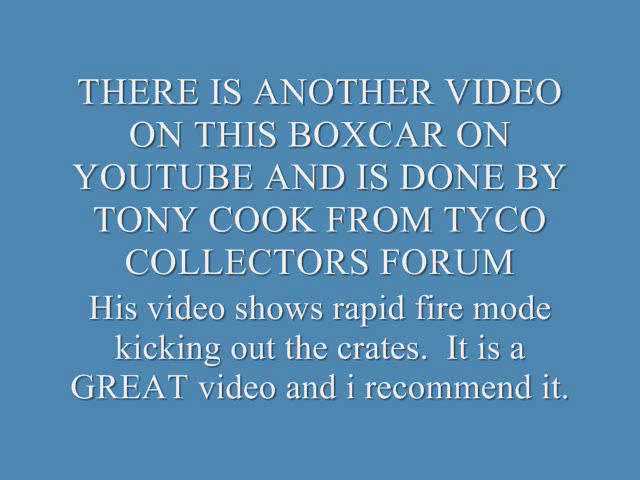 THERE IS ANOTHER VIDEO
ON THIS BOXCAR ON
YOUTUBE AND IS DONE BY
TONY COOK FROM TYCO
COLLECTORS FORUM
His video shows rapid fire mode
kicking out the crates.  It is a
GREAT video and i recommend it.